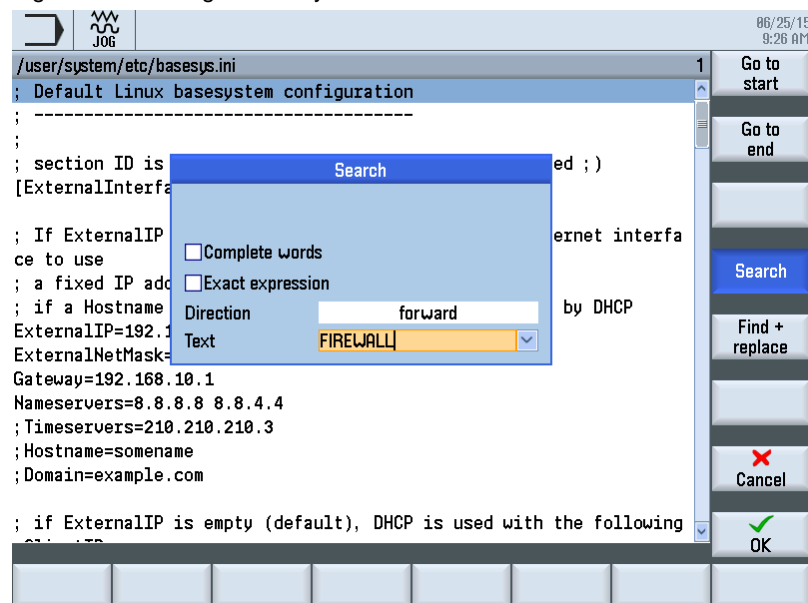 JOG
06/25/15
9:26 AM
/user/system/etc/basesys.ini 1
; Default Linux basesystem configuration
; ---------------------------------------
;
; section ID is ed ;)
[ExternalInterfa
; If ExternalIP ernet interfa
ce to use
; a fixed IP add
; if a Hostname by DHCP
ExternalIP=192.1
ExternalNetMask=
Gateway=192.168.10.1
Nameservers=8.8.8.8 8.8.4.4
;Timeservers=210.210.210.3
;Hostname=somename
;Domain=example.com
; if ExternalIP is empty (default), DHCP is used with the following
Search
Complete words
Exact expression
Direction forward
Text FIREWALL
Go to
start
Go to
end
Search
Find +
replace
Cancel
OK